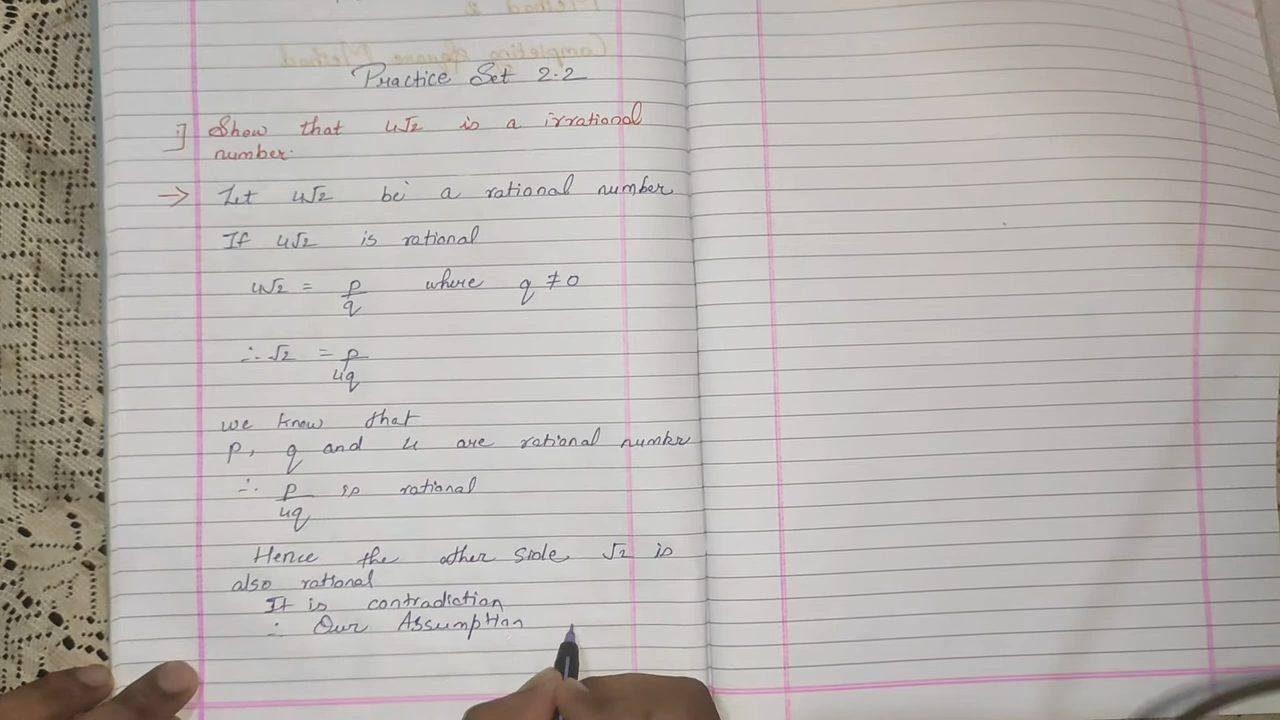 Practice Set 2.2
1] Show that 4√2 is a irrational
number.
→ Let 4√2 be a rational number
If 4√2 is rational
4√2 = p/q where q ≠ 0
∴ √2 = p/4q
we know that
p, q and 4 are rational number
∴ p/4q is rational
Hence the other side √2 is
also rational
It is contradiction
∴ Our Assumption